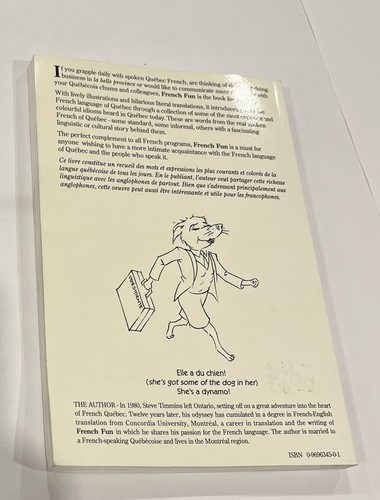 If you grapple daily with spoken Québec French, are thinking of doing
business in la belle province or would like to communicate more with
your Québécois chums and colleagues, French Fun is the book for
With lively illustrations and hilarious literal translations, it introduces
French language of Québec through a collection of some of the most and
colourful idioms heard in Québec today. These are words from the real spoken
French of Québec - some standard, some informal, others with a fascinating
linguistic or cultural story behind them.
The perfect complement to all French programs, French Fun is a must for
anyone wishing to have a more intimate acquaintance with the French language
of Québec and the people who speak it.
Ce livre constitue un recueil des mots et expressions les plus courants et colorés de la
langue québécoise de tous les jours. En le publiant, l'auteur veut partager cette richesse
linguistique avec les anglophones de partout. Bien que s'adressant principalement aux
anglophones, cette oeuvre peut aussi être intéressante et utile pour les francophones.
Elle a du chien!
(she's got some of the dog in her)
She's a dynamo!
THE AUTHOR - In 1980, Steve Timmins left Ontario, setting off on a great adventure into the heart
of French Québec. Twelve years later, his odyssey has cumulated in a degree in French-English
translation from Concordia University, Montréal, a career in translation and the writing of
French Fun in which he shares his passion for the French language. The author is married to
a French-speaking Québécoise and lives in the Montréal region.
ISBN 0-9696345-0-1